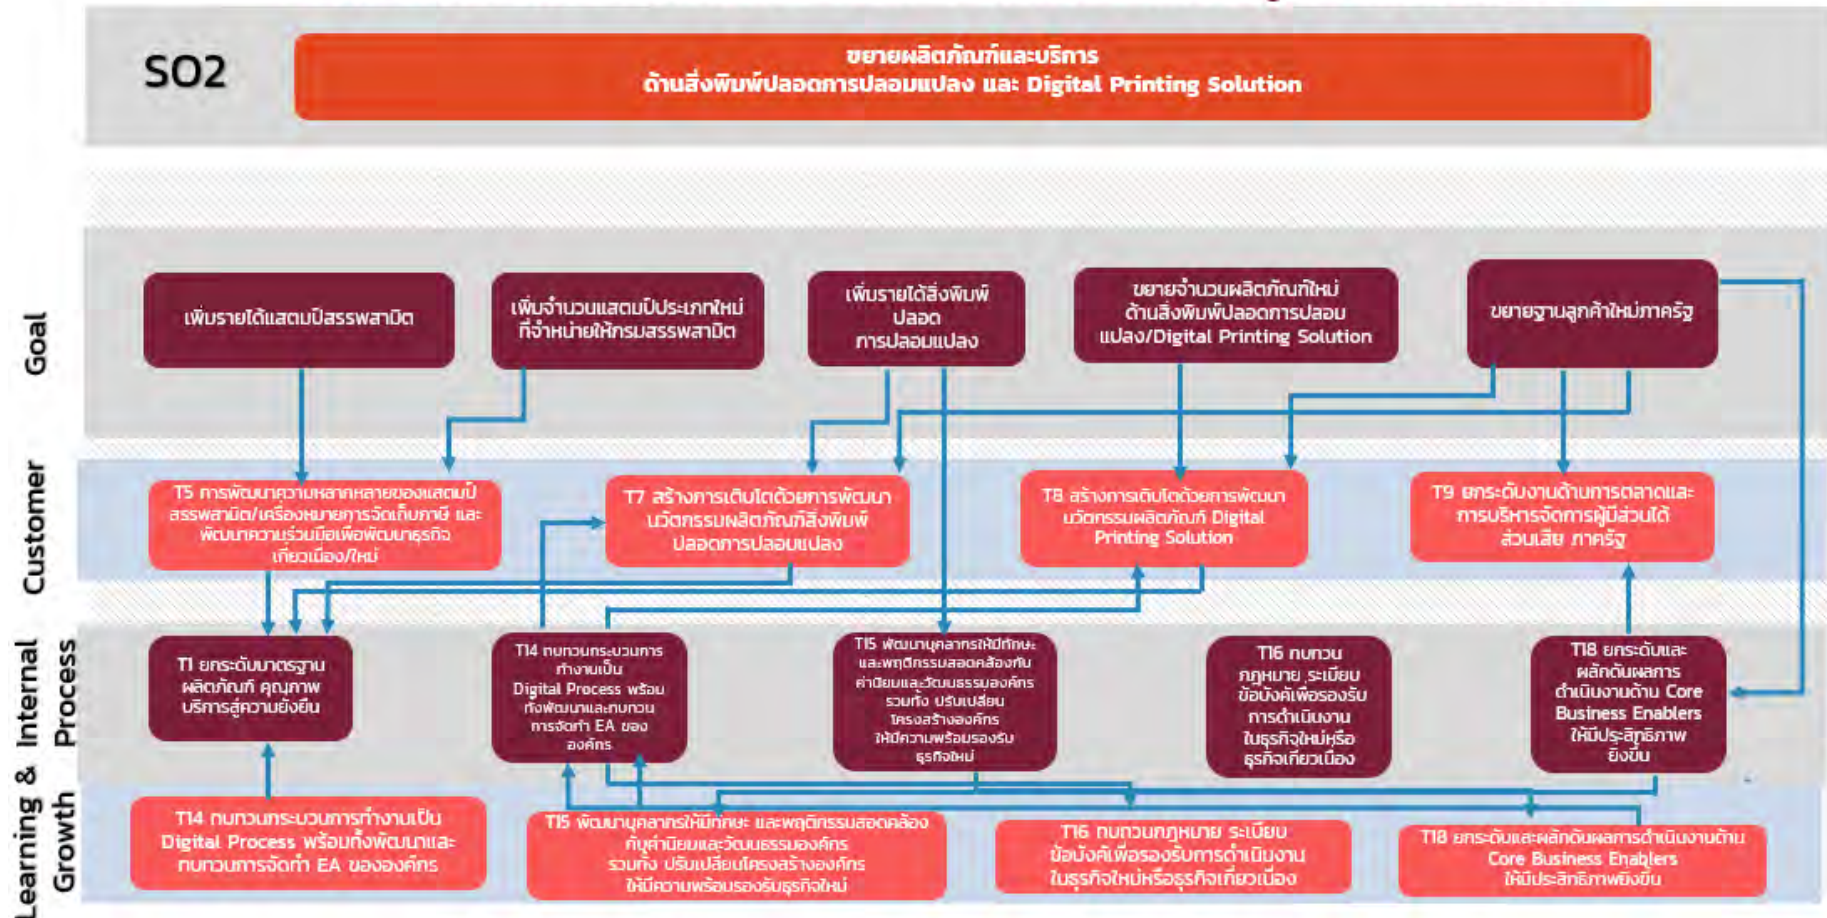 SO2
ขยายผลิตภัณฑ์และบริการ
ด้านสิ่งพิมพ์ปลอดการปลอมแปลง และ Digital Printing Solution
Goal
เพิ่มรายได้แสตมป์สรรพสามิต
เพิ่มจำนวนแสตมป์ประเภทใหม่
ที่จำหน่ายให้กรมสรรพสามิต
เพิ่มรายได้สิ่งพิมพ์
ปลอด
การปลอมแปลง
ขยายจำนวนผลิตภัณฑ์ใหม่
ด้านสิ่งพิมพ์ปลอดการปลอม
แปลง/Digital Printing Solution
ขยายฐานลูกค้าใหม่ภาครัฐ
Customer
T5 การพัฒนาความหลากหลายของแสตมป์
สรรพสามิต/เครื่องหมายการจัดเก็บภาษี และ
พัฒนาความร่วมมือเพื่อพัฒนาธุรกิจ
เกี่ยวเนื่อง/ใหม่
T7 สร้างการเติบโตด้วยการพัฒนา
นวัตกรรมผลิตภัณฑ์สิ่งพิมพ์
ปลอดการปลอมแปลง
T8 สร้างการเติบโตด้วยการพัฒนา
นวัตกรรมผลิตภัณฑ์ Digital
Printing Solution
T9 ยกระดับงานด้านการตลาดและ
การบริหารจัดการผู้มีส่วนได้
ส่วนเสีย ภาครัฐ
Internal
Process
T1 ยกระดับมาตรฐาน
ผลิตภัณฑ์ คุณภาพ
บริการสู่ความยั่งยืน
T14 ทบทวนกระบวนการ
ทำงานเป็น
Digital Process พร้อม
ทั้งพัฒนาและทบทวน
การจัดทำ EA ของ
องค์กร
T15 พัฒนาบุคลากรให้มีทักษะ
และพฤติกรรมสอดคล้องกับ
ค่านิยมและวัฒนธรรมองค์กร
รวมทั้ง ปรับเปลี่ยน
โครงสร้างองค์กร
ให้มีความพร้อมรองรับ
ธุรกิจใหม่
T16 ทบทวน
กฎหมาย ระเบียบ
ข้อบังคับเพื่อรองรับ
การดำเนินงาน
ในธุรกิจใหม่หรือ
ธุรกิจเกี่ยวเนื่อง
T18 ยกระดับและ
ผลักดันผลการ
ดำเนินงานด้าน Core
Business Enablers
ให้มีประสิทธิภาพ
ยิ่งขึ้น
Learning &
Growth
T14 ทบทวนกระบวนการทำงานเป็น
Digital Process พร้อมทั้งพัฒนาและ
ทบทวนการจัดทำ EA ขององค์กร
T15 พัฒนาบุคลากรให้มีทักษะ และพฤติกรรมสอดคล้อง
กับค่านิยมและวัฒนธรรมองค์กร
รวมทั้ง ปรับเปลี่ยนโครงสร้างองค์กร
ให้มีความพร้อมรองรับธุรกิจใหม่
T16 ทบทวนกฎหมาย ระเบียบ
ข้อบังคับเพื่อรองรับการดำเนินงาน
ในธุรกิจใหม่หรือธุรกิจเกี่ยวเนื่อง
T18 ยกระดับและผลักดันผลการดำเนินงานด้าน
Core Business Enablers
ให้มีประสิทธิภาพยิ่งขึ้น